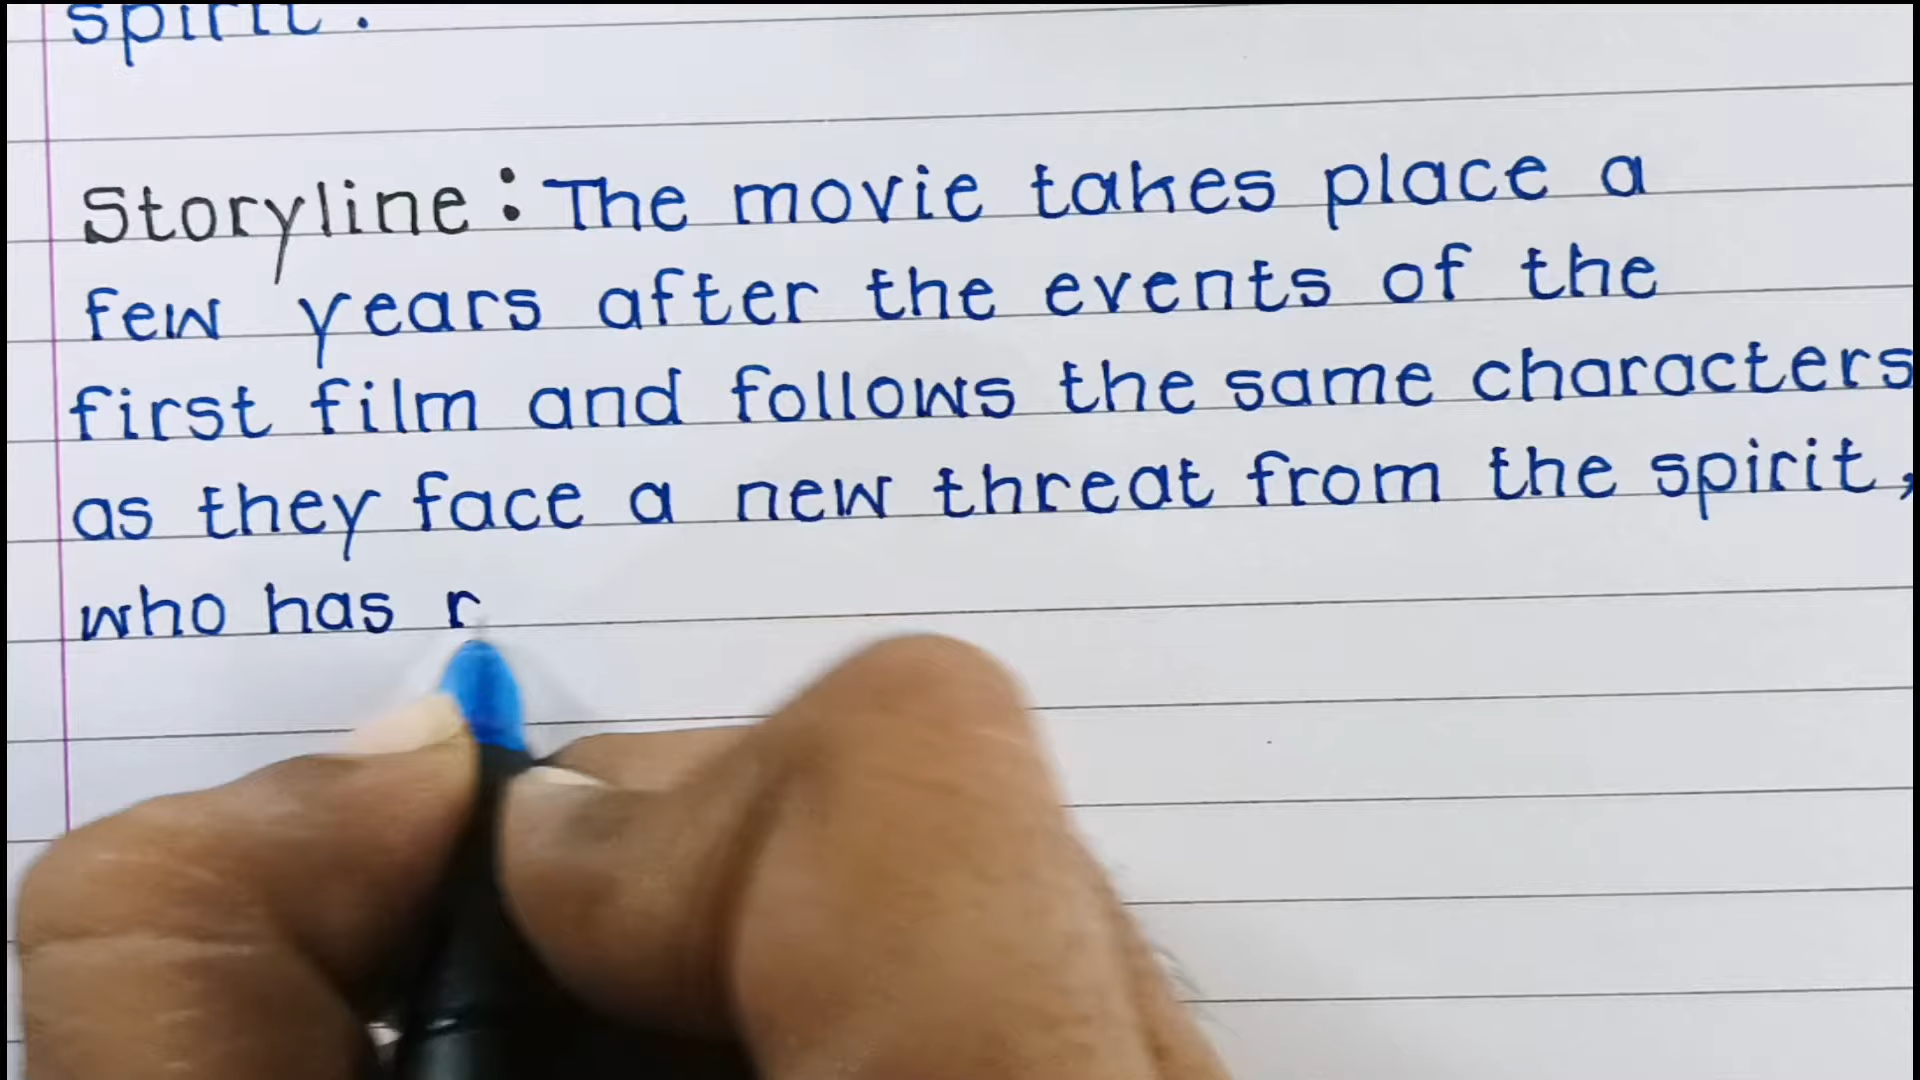 spirit.
Storyline: The movie takes place a
few years after the events of the
first film and follows the same characters
as they face a new threat from the spirit,
who has r